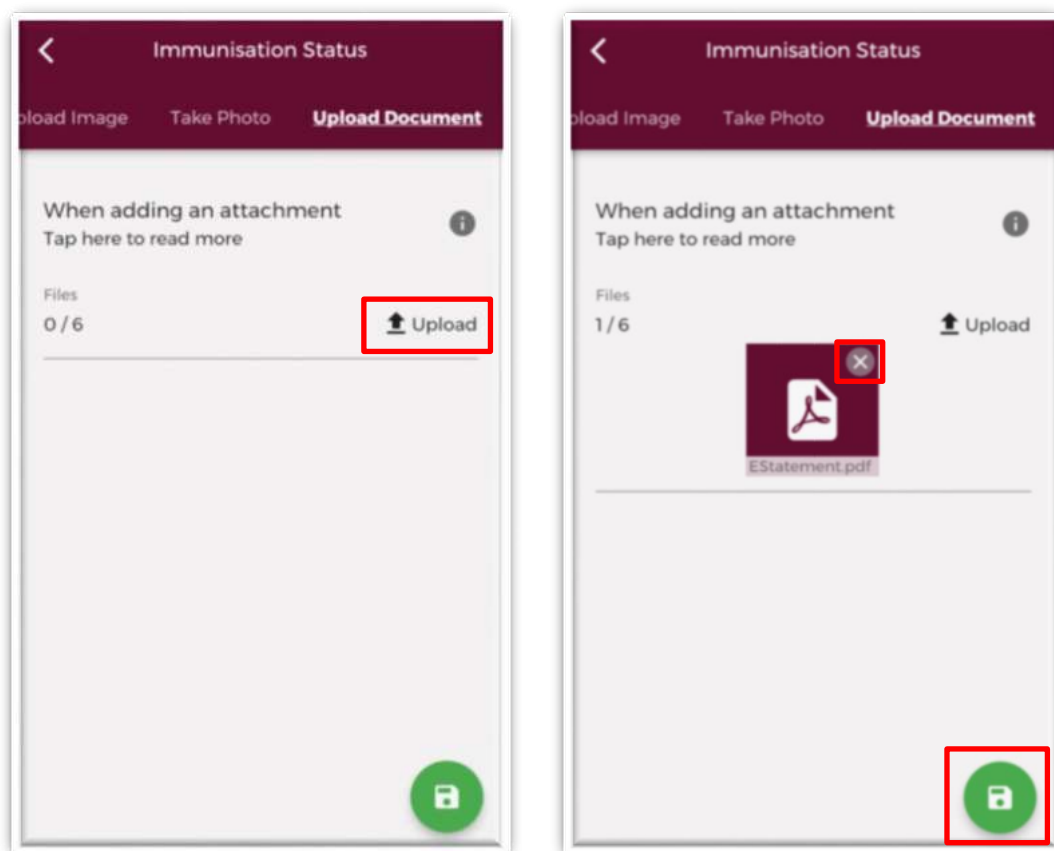 Immunisation Status
pload Image Take Photo Upload Document
When adding an attachment
Tap here to read more
Files
0 / 6 Upload
Immunisation Status
pload Image Take Photo Upload Document
When adding an attachment
Tap here to read more
Files
1 / 6 Upload
EStatement.pdf